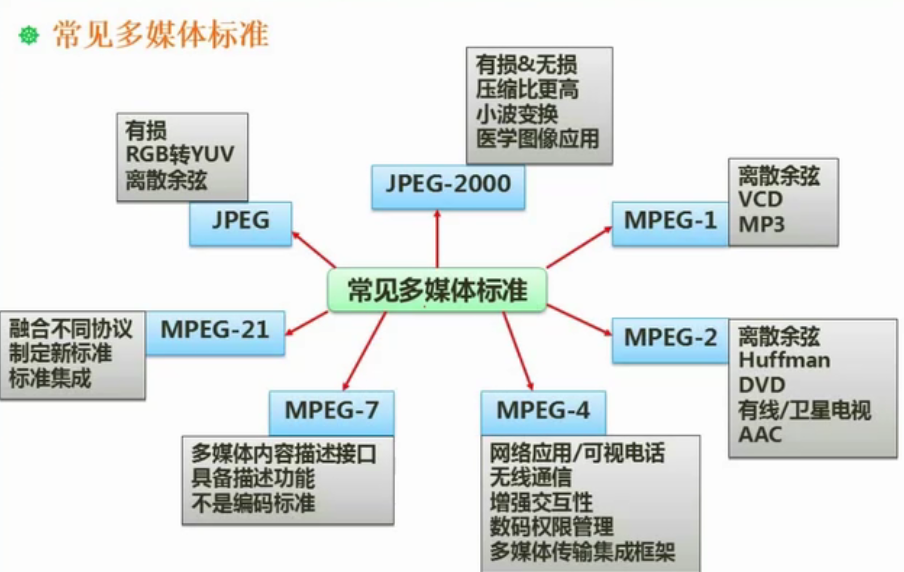 常见多媒体标准
有损&无损
压缩比更高
小波变换
医学图像应用
JPEG-2000
有损
RGB转YUV
离散余弦
JPEG
MPEG-1
离散余弦
VCD
MP3
常见多媒体标准
融合不同协议
制定新标准
标准集成
MPEG-21
MPEG-2
离散余弦
Huffman
DVD
有线/卫星电视
AAC
MPEG-7
多媒体内容描述接口
具备描述功能
不是编码标准
MPEG-4
网络应用/可视电话
无线通信
增强交互性
数码权限管理
多媒体传输集成框架